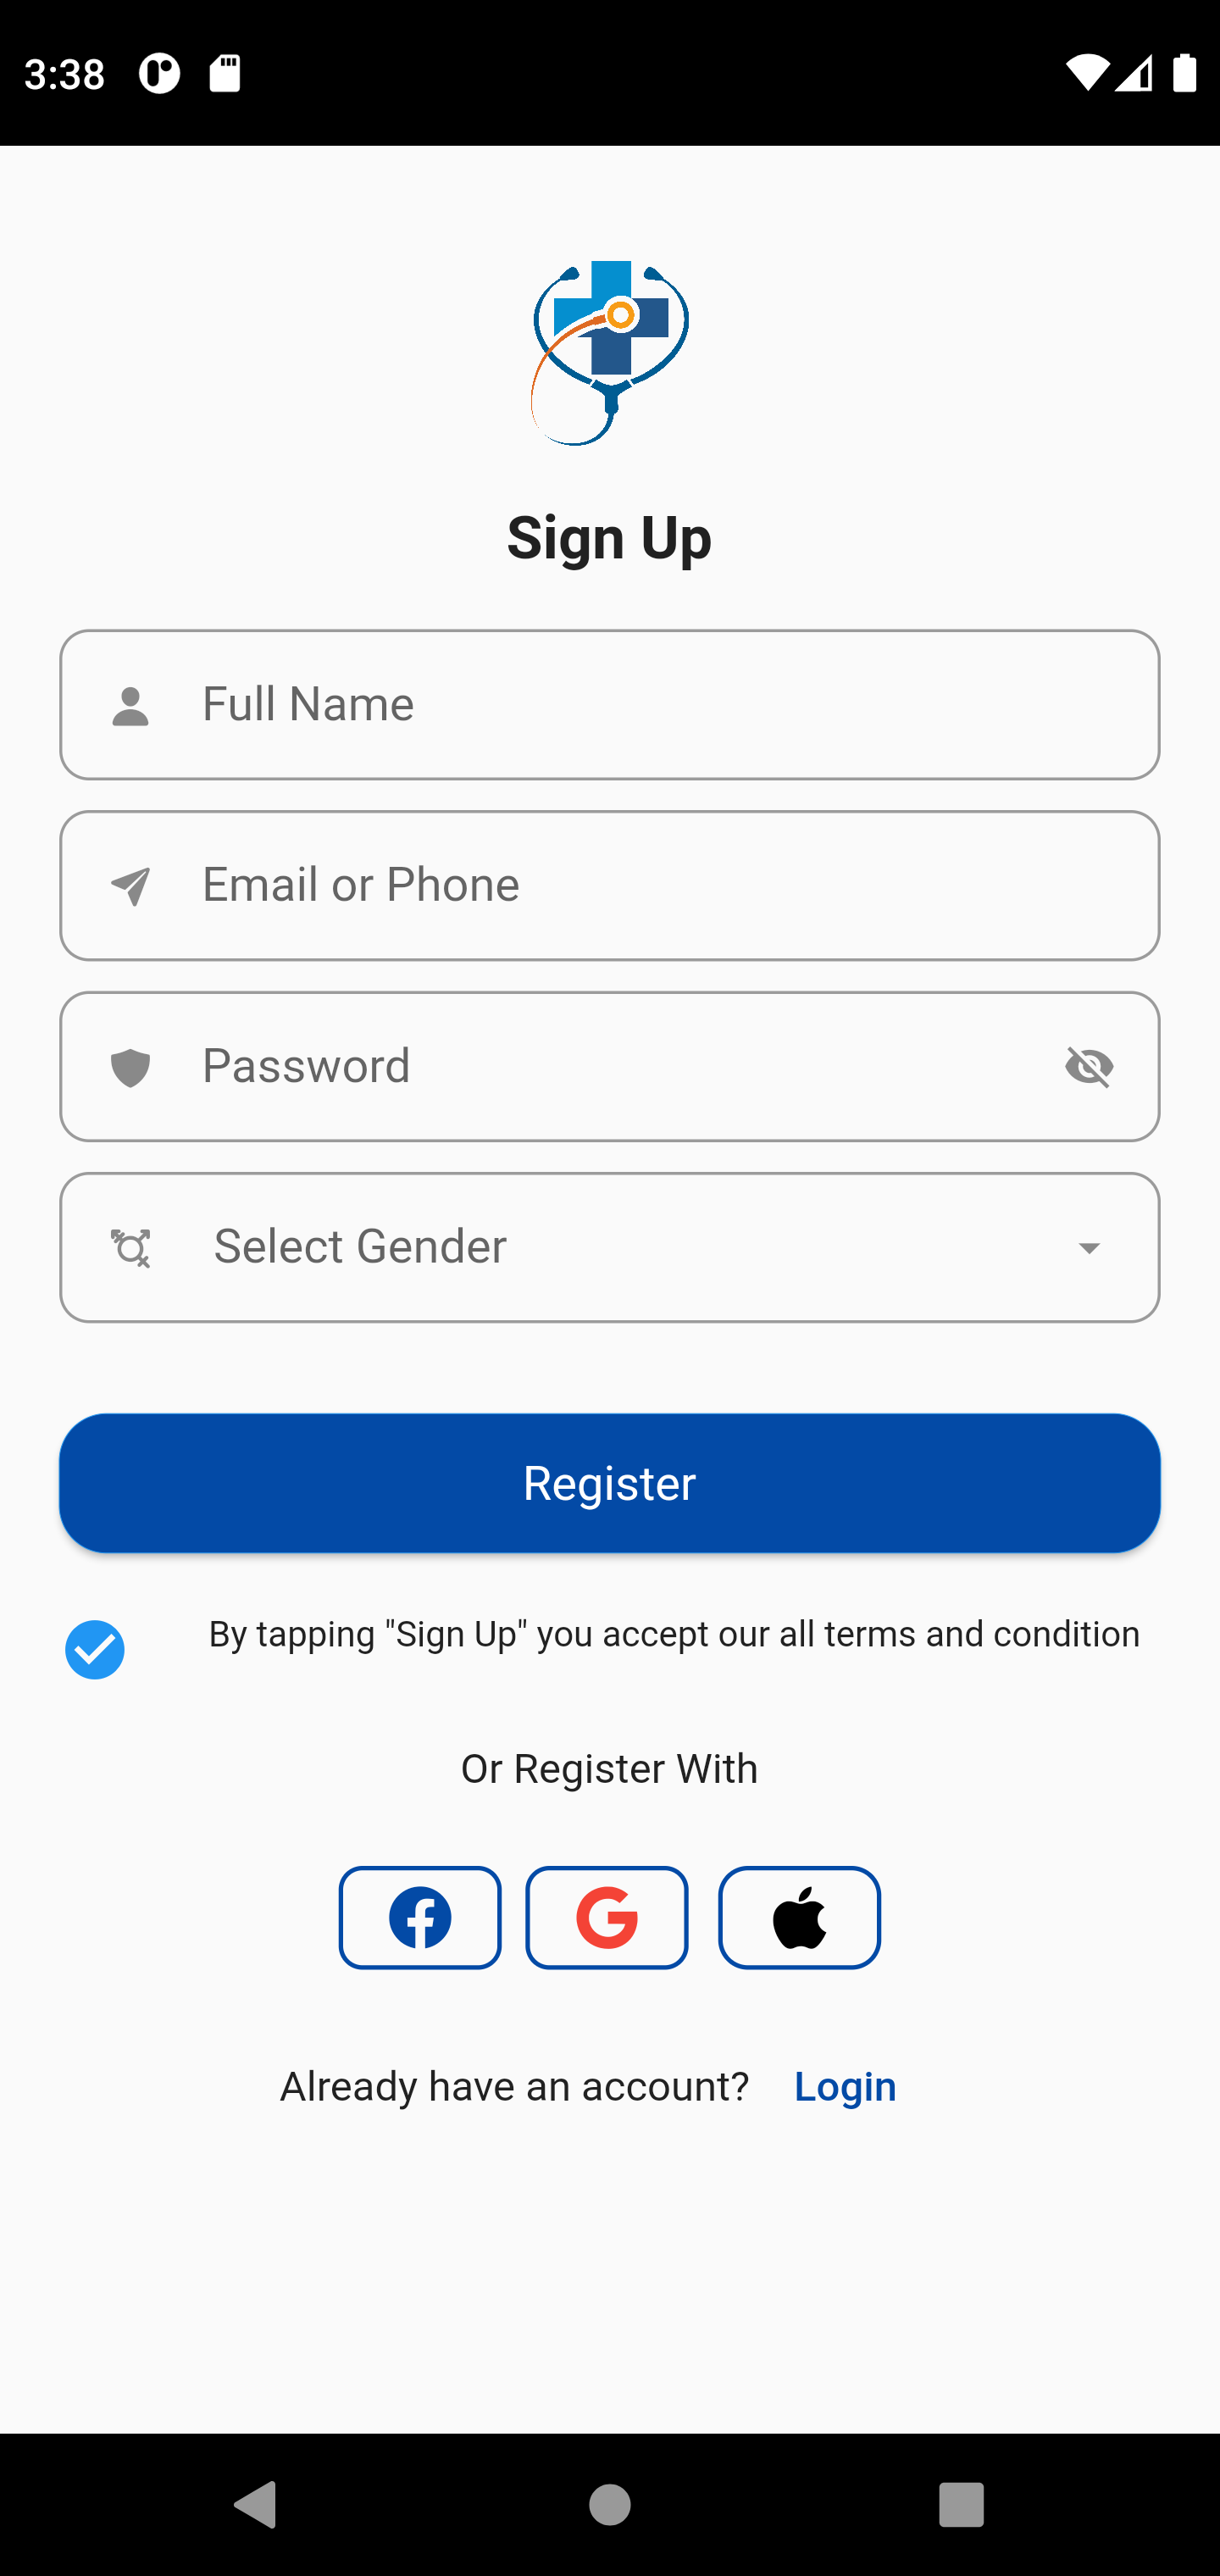 3:38
Sign Up
Full Name
Email or Phone
Password
Select Gender
Register
By tapping "Sign Up" you accept our all terms and condition
Or Register With
Already have an account? Login